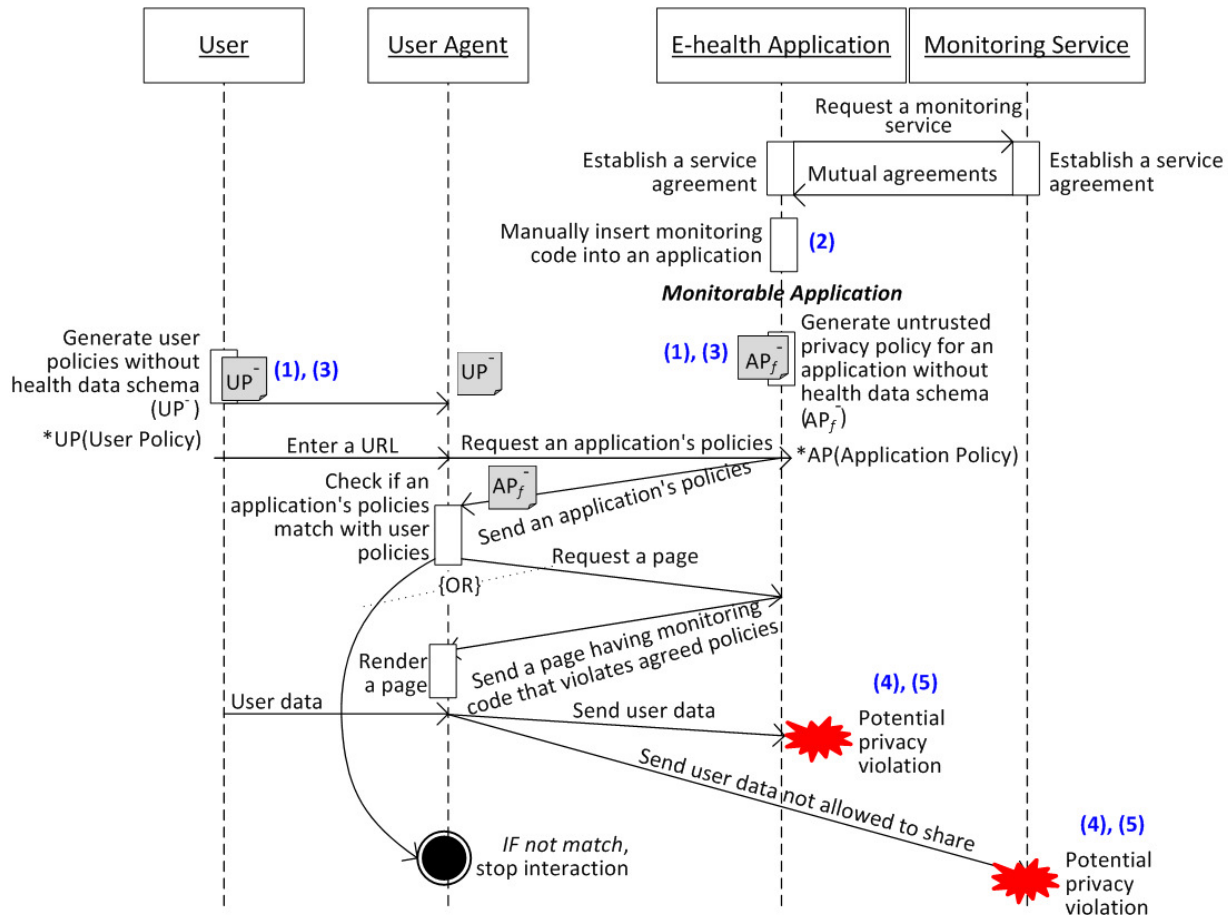 User
User Agent
E-health Application
Monitoring Service
Request a monitoring
service
Establish a service
agreement
Mutual agreements
Establish a service
agreement
Manually insert monitoring
code into an application
(2)
Monitorable Application
Generate user
policies without
health data schema
(UP⁻)
UP⁻
(1), (3)
UP⁻
(1), (3)
APf⁻
Generate untrusted
privacy policy for an
application without
health data schema
(APf⁻)
*UP(User Policy)
Enter a URL
Request an application's policies
*AP(Application Policy)
Check if an
application's policies
match with user
policies
APf⁻
Send an application's policies
Request a page
{OR}
Render
a page
Send a page having monitoring
code that violates agreed policies
User data
Send user data
(4), (5)
Potential
privacy
violation
Send user data not allowed to share
(4), (5)
Potential
privacy
violation
IF not match,
stop interaction